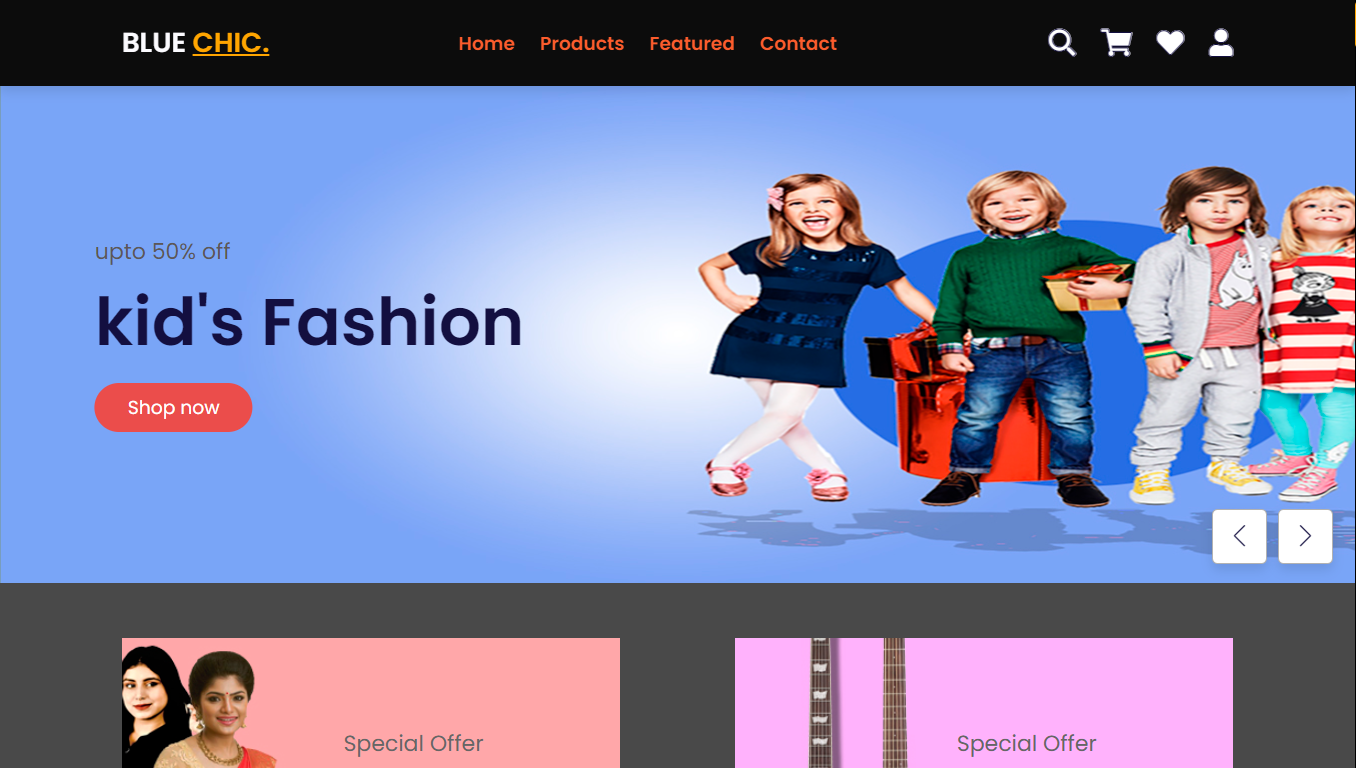 BLUE CHIC.
Home Products Featured Contact
upto 50% off
kid's Fashion
Shop now
Special Offer
Special Offer